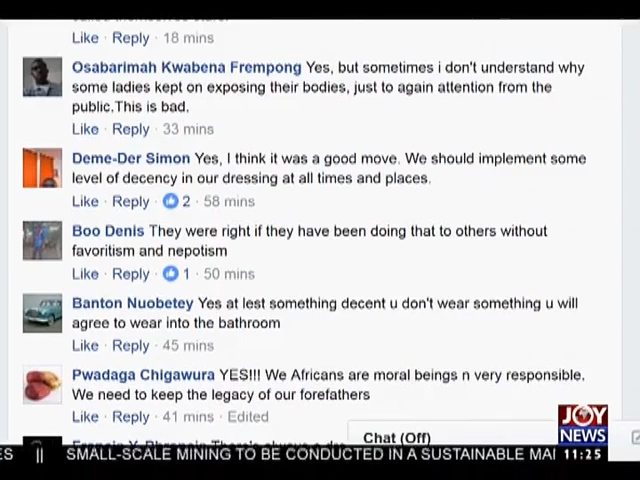 Like · Reply · 18 mins
Osabarimah Kwabena Frempong Yes, but sometimes i don't understand why
some ladies kept on exposing their bodies, just to again attention from the
public.This is bad.
Like · Reply · 33 mins
Deme-Der Simon Yes, I think it was a good move. We should implement some
level of decency in our dressing at all times and places.
Like · Reply · 2 · 58 mins
Boo Denis They were right if they have been doing that to others without
favoritism and nepotism
Like · Reply · 1 · 50 mins
Banton Nuobetey Yes at lest something decent u don't wear something u will
agree to wear into the bathroom
Like · Reply · 45 mins
Pwadaga Chigawura YES!!! We Africans are moral beings n very responsible.
We need to keep the legacy of our forefathers
Like · Reply · 41 mins · Edited
Chat (Off)
JOY
NEWS
ES || SMALL-SCALE MINING TO BE CONDUCTED IN A SUSTAINABLE MA 11:25